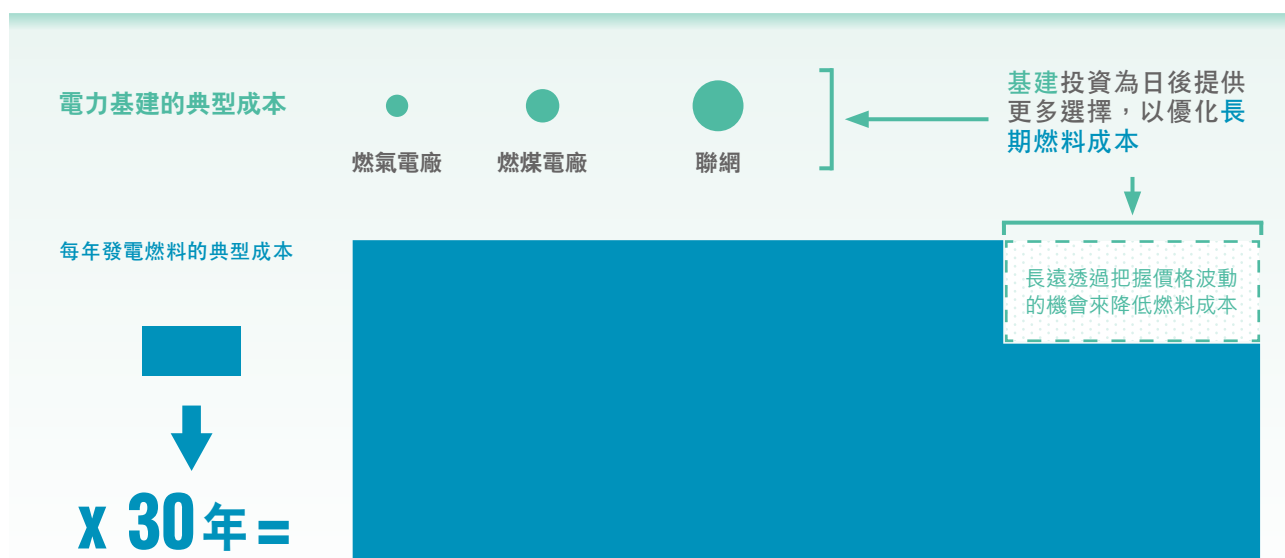 電力基建的典型成本
燃氣電廠
燃煤電廠
聯網
基建投資為日後提供
更多選擇，以優化長
期燃料成本
每年發電燃料的典型成本
長遠透過把握價格波動
的機會來降低燃料成本
x 30年=